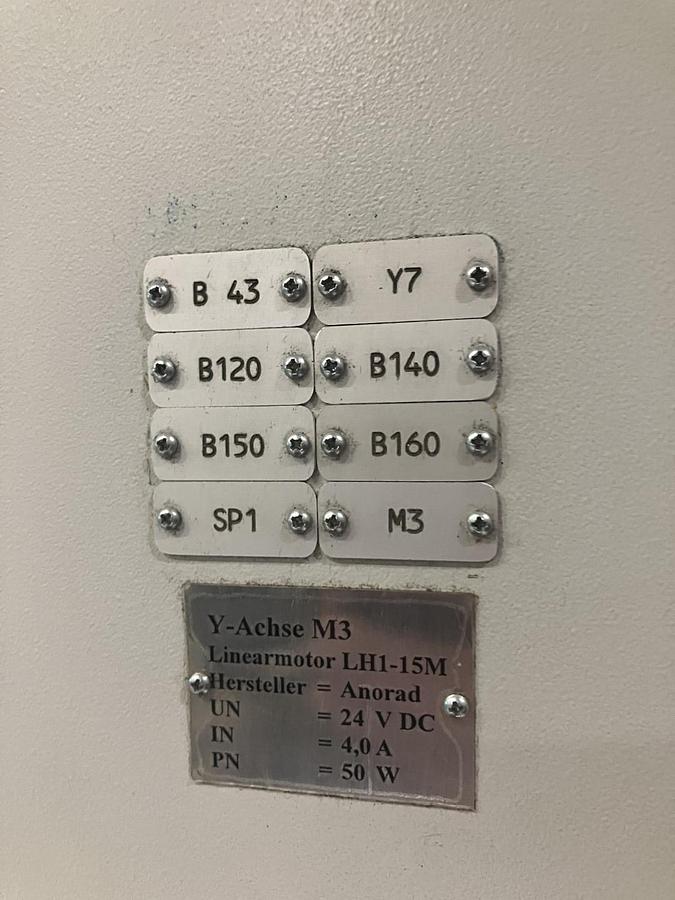 B 43 Y7
B120 B140
B150 B160
SP1 M3
Y-Achse M3
Linearmotor LH1-15M
Hersteller = Anorad
UN = 24 V DC
IN = 4,0 A
PN = 50 W